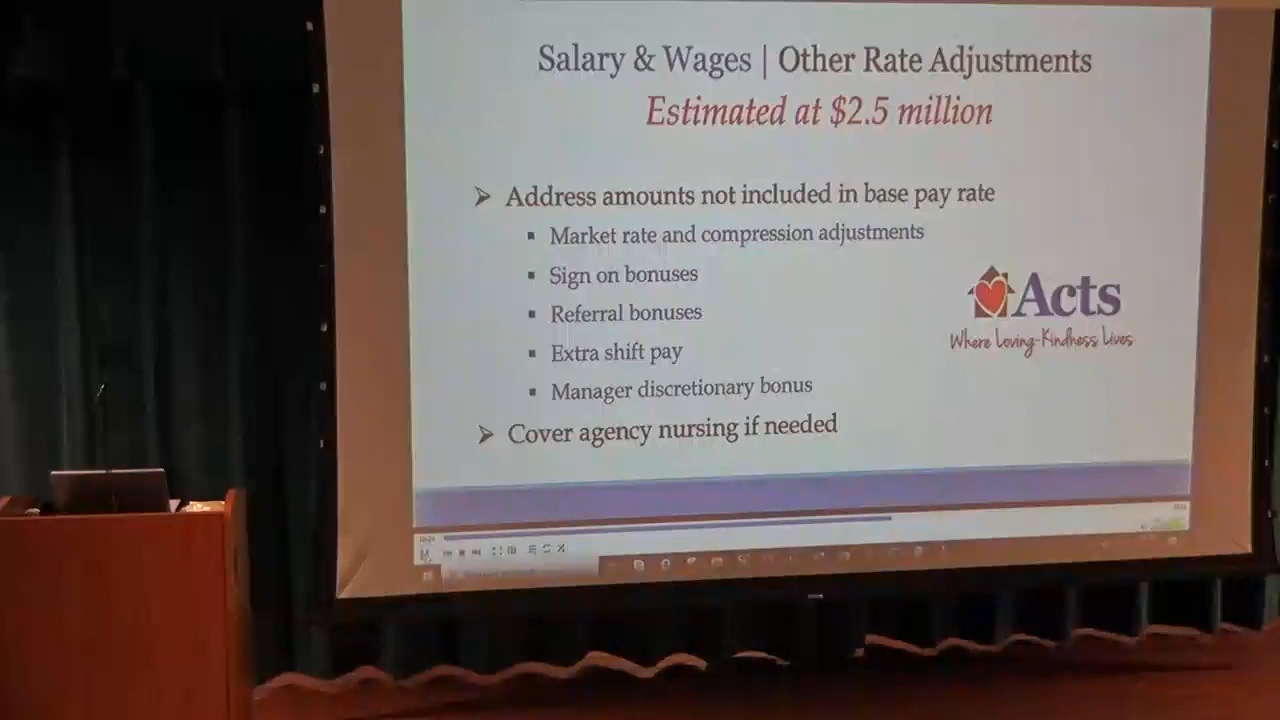 Salary & Wages | Other Rate Adjustments
Estimated at $2.5 million
➢ Address amounts not included in base pay rate
▪ Market rate and compression adjustments
▪ Sign on bonuses
▪ Referral bonuses
▪ Extra shift pay
▪ Manager discretionary bonus
➢ Cover agency nursing if needed
Acts
Where Loving-Kindness Lives